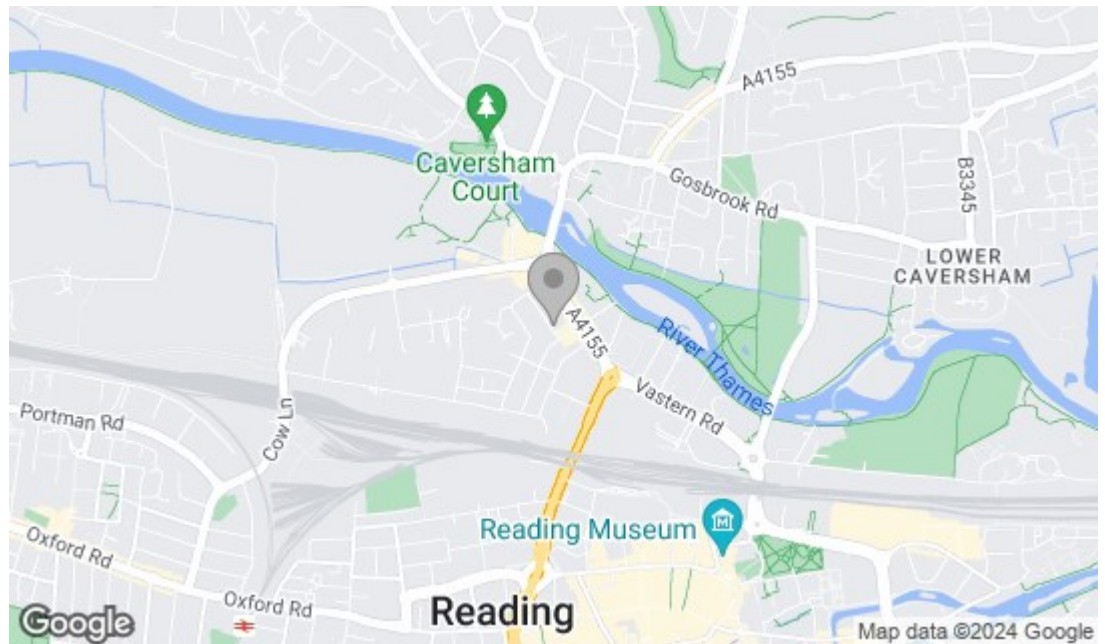 A4155
Caversham
Court
Gosbrook Rd
B3345
LOWER
CAVERSHAM
A4155
River Thames
Vastern Rd
Portman Rd
Cow Ln
Reading Museum
Oxford Rd
Oxford Rd
Reading
Google
Map data ©2024 Google